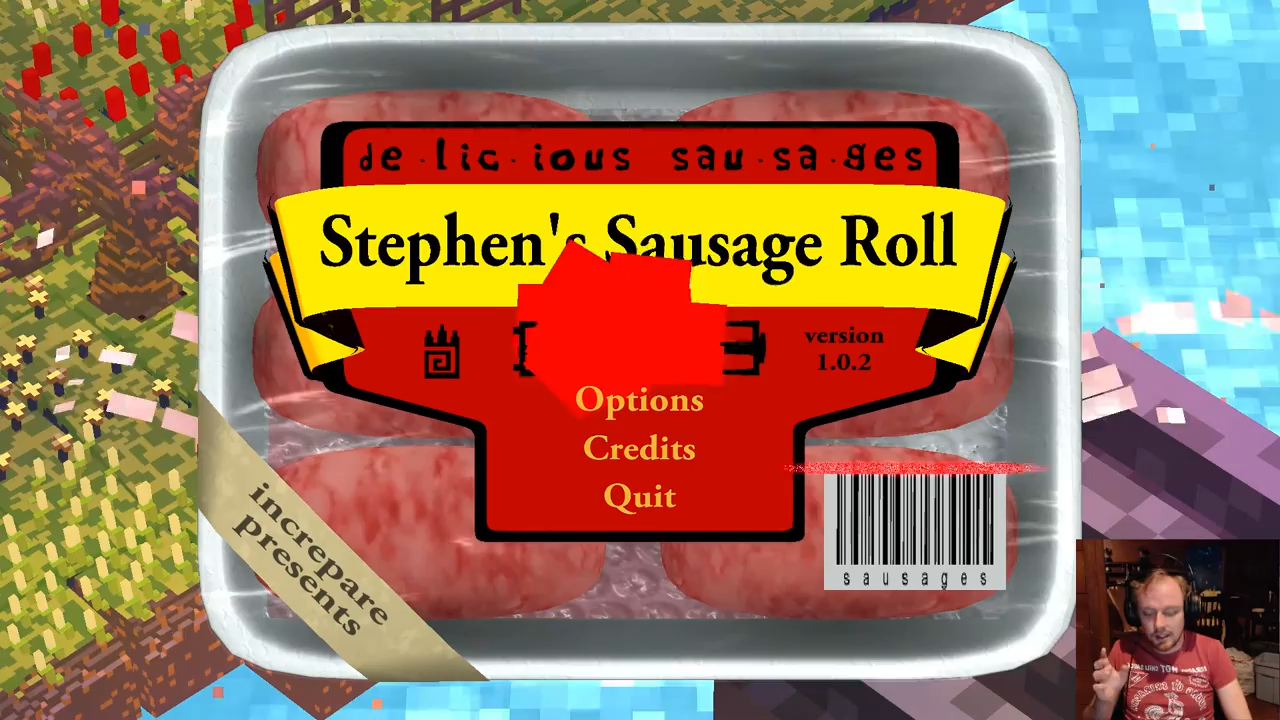 de·lic·ious sau·sa·ges
Stephen's Sausage Roll
version
1.0.2
Options
Credits
Quit
increpare
presents
sausages